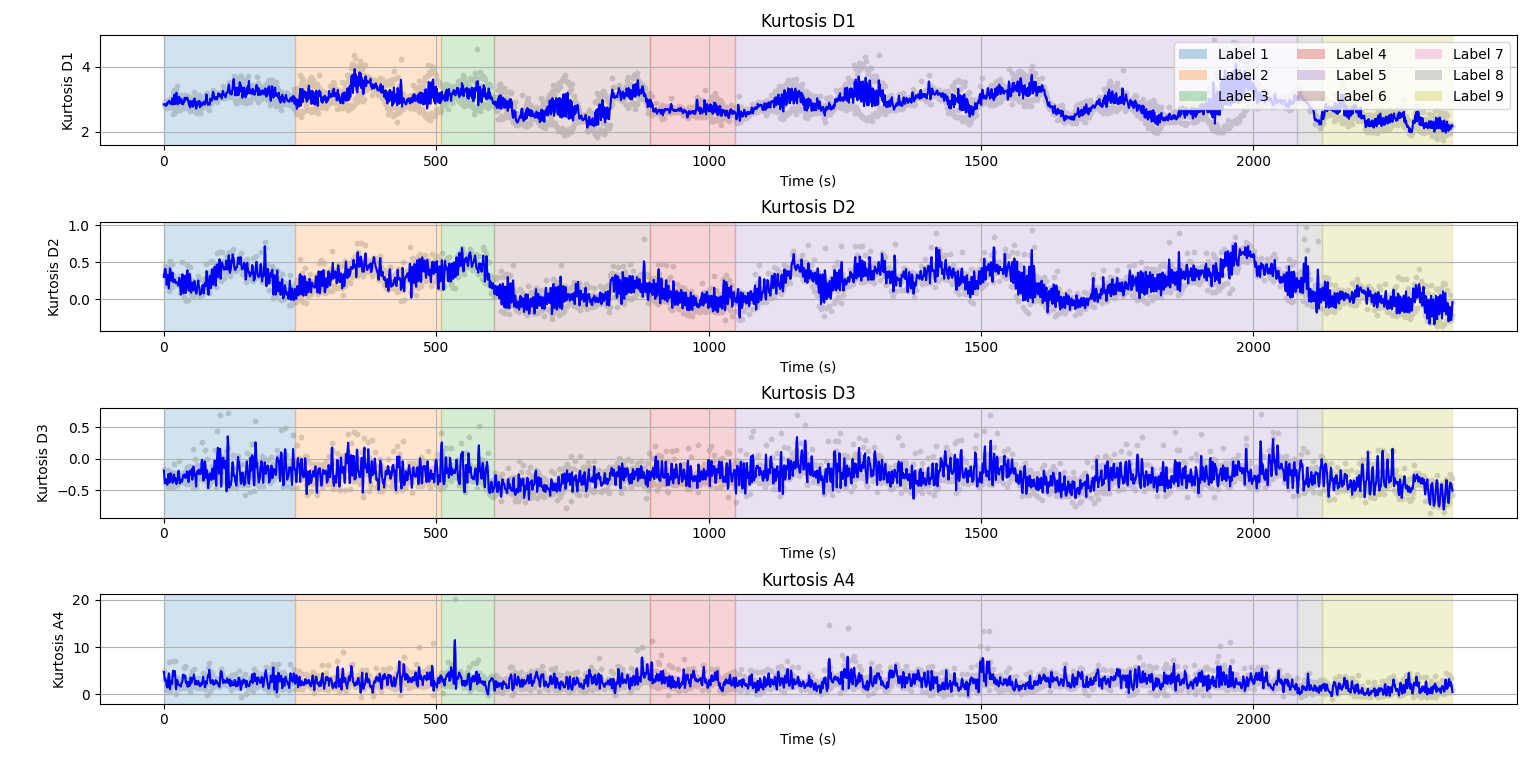 Kurtosis D1
Kurtosis D1
4
2
Label 1 Label 4 Label 7
Label 2 Label 5 Label 8
Label 3 Label 6 Label 9
0 500 1000 1500 2000
Time (s)
Kurtosis D2
Kurtosis D2
1.0
0.5
0.0
0 500 1000 1500 2000
Time (s)
Kurtosis D3
Kurtosis D3
0.5
0.0
−0.5
0 500 1000 1500 2000
Time (s)
Kurtosis A4
Kurtosis A4
20
10
0
0 500 1000 1500 2000
Time (s)